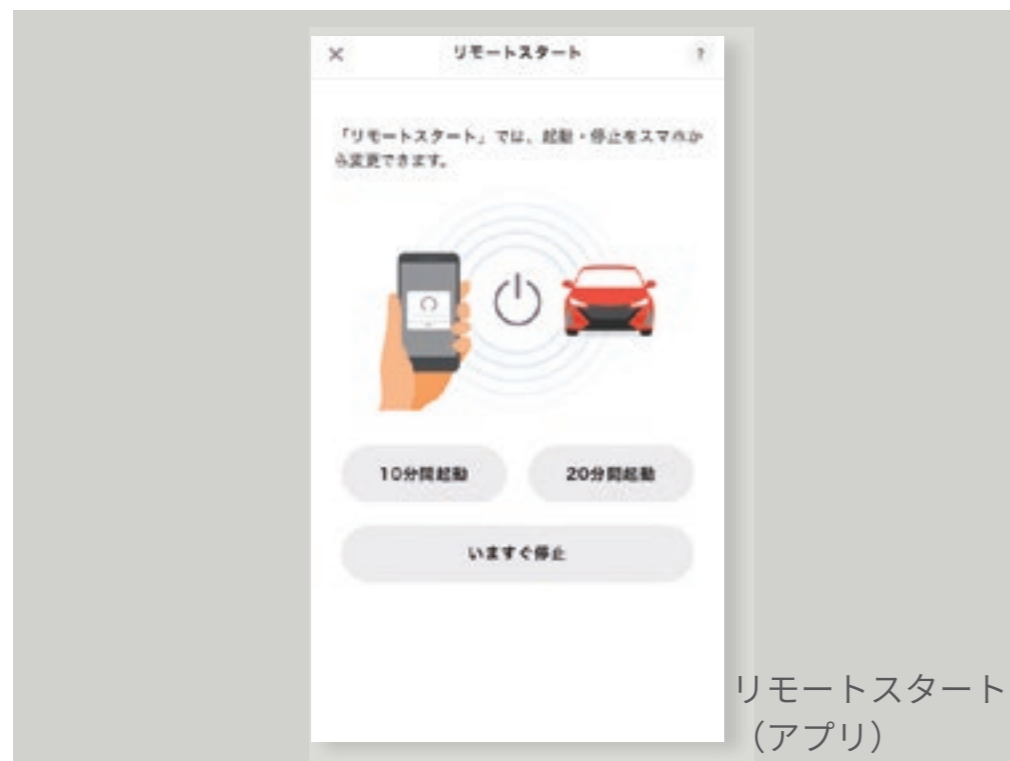 × リモートスタート ?
「リモートスタート」では、起動・停止をスマホか
ら変更できます。
10分間起動
20分間起動
いますぐ停止
リモートスタート
（アプリ）